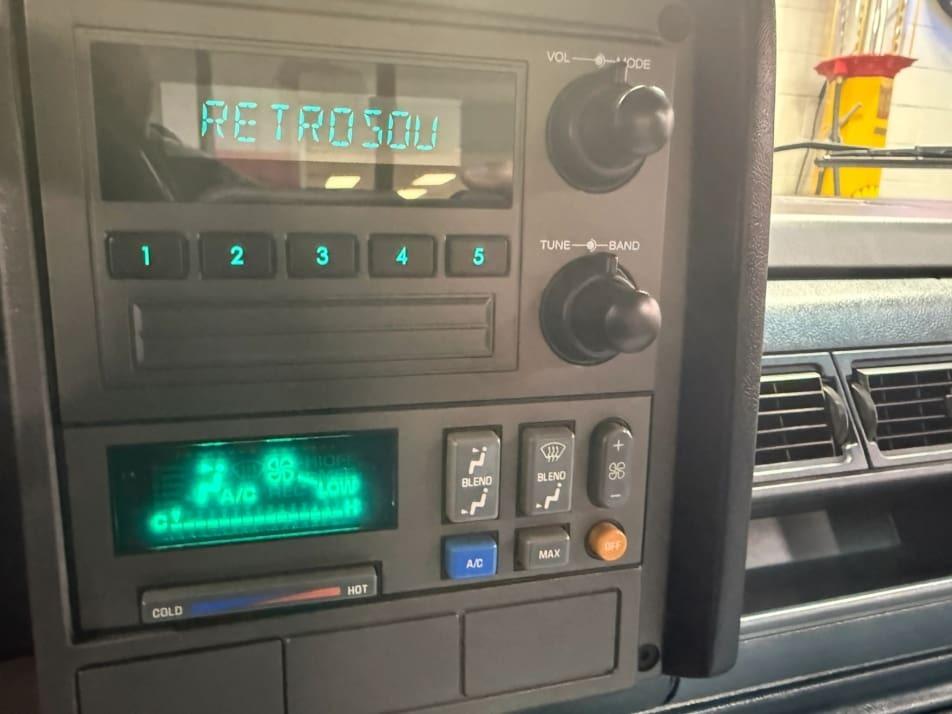 VOL MODE
RETROSOU
TUNE BAND
1 2 3 4 5
BLEND BLEND +
-
A/C LOW
C H
A/C MAX OFF
COLD HOT